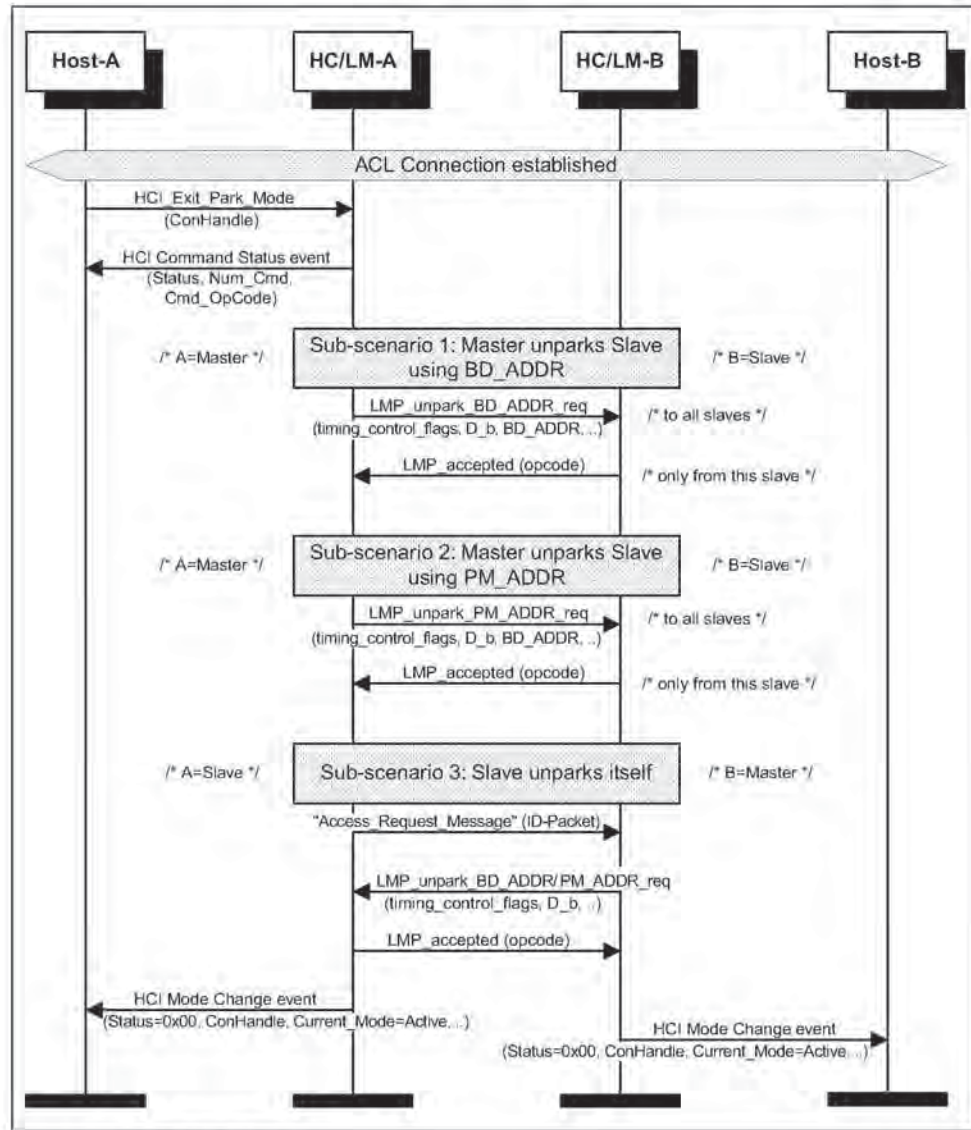 Host-A HC/LM-A HC/LM-B Host-B
ACL Connection established
HCI_Exit_Park_Mode
(ConHandle)
HCI Command Status event
(Status, Num_Cmd,
Cmd_OpCode)
/* A=Master */ Sub-scenario 1: Master unparks Slave /* B=Slave */
using BD_ADDR
LMP_unpark_BD_ADDR_req /* to all slaves */
(timing_control_flags, D_b, BD_ADDR, ...)
LMP_accepted (opcode) /* only from this slave */
/* A=Master */ Sub-scenario 2: Master unparks Slave /* B=Slave */
using PM_ADDR
LMP_unpark_PM_ADDR_req /* to all slaves */
(timing_control_flags, D_b, BD_ADDR, ..)
LMP_accepted (opcode) /* only from this slave */
/* A=Slave */ Sub-scenario 3: Slave unparks itself /* B=Master */
"Access_Request_Message" (ID-Packet)
LMP_unpark_BD_ADDR/PM_ADDR_req
(timing_control_flags, D_b, ..)
LMP_accepted (opcode)
HCI Mode Change event
(Status=0x00, ConHandle, Current_Mode=Active, ...)
HCI Mode Change event
(Status=0x00, ConHandle, Current_Mode=Active, ...)